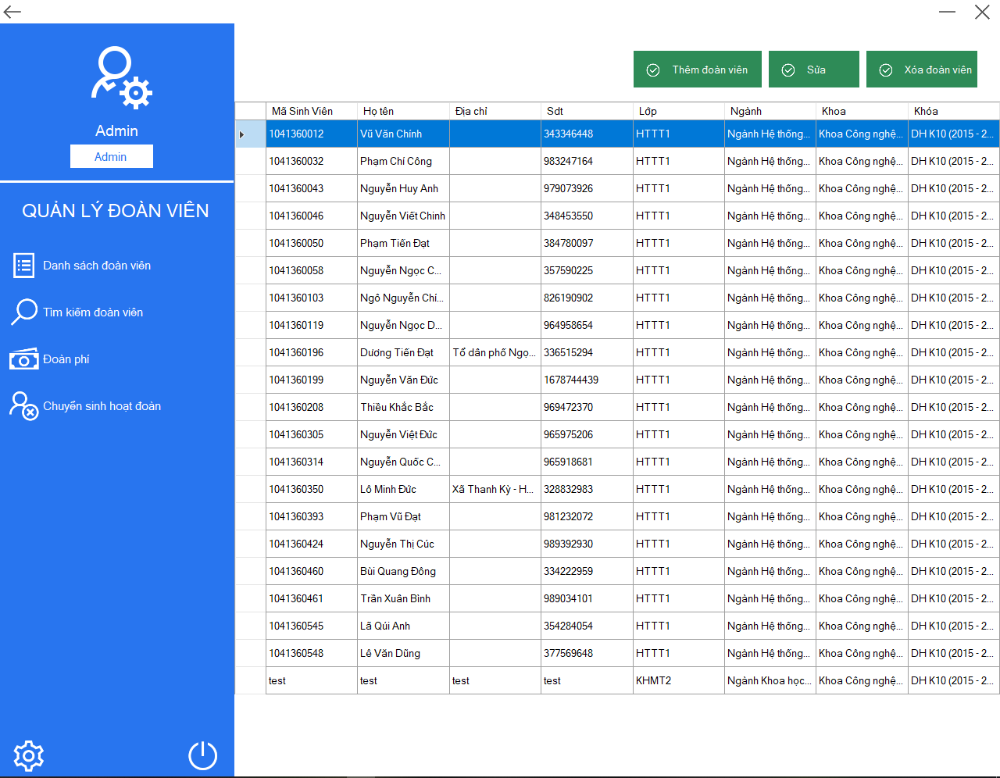 Admin
Admin
QUẢN LÝ ĐOÀN VIÊN
Danh sách đoàn viên
Tìm kiếm đoàn viên
Đoàn phí
Chuyển sinh hoạt đoàn
Thêm đoàn viên Sửa Xóa đoàn viên
Mã Sinh Viên Họ tên Địa chỉ Sdt Lớp Ngành Khoa Khóa
1041360012 Vũ Văn Chính 343346448 HTTT1 Ngành Hệ thống... Khoa Công nghệ... DH K10 (2015 - 2...
1041360032 Phạm Chí Công 983247164 HTTT1 Ngành Hệ thống... Khoa Công nghệ... DH K10 (2015 - 2...
1041360043 Nguyễn Huy Anh 979073926 HTTT1 Ngành Hệ thống... Khoa Công nghệ... DH K10 (2015 - 2...
1041360046 Nguyễn Viết Chinh 348453550 HTTT1 Ngành Hệ thống... Khoa Công nghệ... DH K10 (2015 - 2...
1041360050 Phạm Tiến Đạt 384780097 HTTT1 Ngành Hệ thống... Khoa Công nghệ... DH K10 (2015 - 2...
1041360058 Nguyễn Ngọc C... 357590225 HTTT1 Ngành Hệ thống... Khoa Công nghệ... DH K10 (2015 - 2...
1041360103 Ngô Nguyễn Chí... 826190902 HTTT1 Ngành Hệ thống... Khoa Công nghệ... DH K10 (2015 - 2...
1041360119 Nguyễn Ngọc D... 964958654 HTTT1 Ngành Hệ thống... Khoa Công nghệ... DH K10 (2015 - 2...
1041360196 Dương Tiến Đạt Tổ dân phố Ngọ... 336515294 HTTT1 Ngành Hệ thống... Khoa Công nghệ... DH K10 (2015 - 2...
1041360199 Nguyễn Văn Đức 1678744439 HTTT1 Ngành Hệ thống... Khoa Công nghệ... DH K10 (2015 - 2...
1041360208 Thiều Khắc Bắc 969472370 HTTT1 Ngành Hệ thống... Khoa Công nghệ... DH K10 (2015 - 2...
1041360305 Nguyễn Việt Đức 965975206 HTTT1 Ngành Hệ thống... Khoa Công nghệ... DH K10 (2015 - 2...
1041360314 Nguyễn Quốc C... 965918681 HTTT1 Ngành Hệ thống... Khoa Công nghệ... DH K10 (2015 - 2...
1041360350 Lô Minh Đức Xã Thanh Kỳ - H... 328832983 HTTT1 Ngành Hệ thống... Khoa Công nghệ... DH K10 (2015 - 2...
1041360393 Phạm Vũ Đạt 981232072 HTTT1 Ngành Hệ thống... Khoa Công nghệ... DH K10 (2015 - 2...
1041360424 Nguyễn Thị Cúc 989392930 HTTT1 Ngành Hệ thống... Khoa Công nghệ... DH K10 (2015 - 2...
1041360460 Bùi Quang Đông 334222959 HTTT1 Ngành Hệ thống... Khoa Công nghệ... DH K10 (2015 - 2...
1041360461 Trần Xuân Bình 989034101 HTTT1 Ngành Hệ thống... Khoa Công nghệ... DH K10 (2015 - 2...
1041360545 Lã Qúi Anh 354284054 HTTT1 Ngành Hệ thống... Khoa Công nghệ... DH K10 (2015 - 2...
1041360548 Lê Văn Dũng 377569648 HTTT1 Ngành Hệ thống... Khoa Công nghệ... DH K10 (2015 - 2...
test test test test KHMT2 Ngành Khoa học... Khoa Công nghệ... DH K10 (2015 - 2...